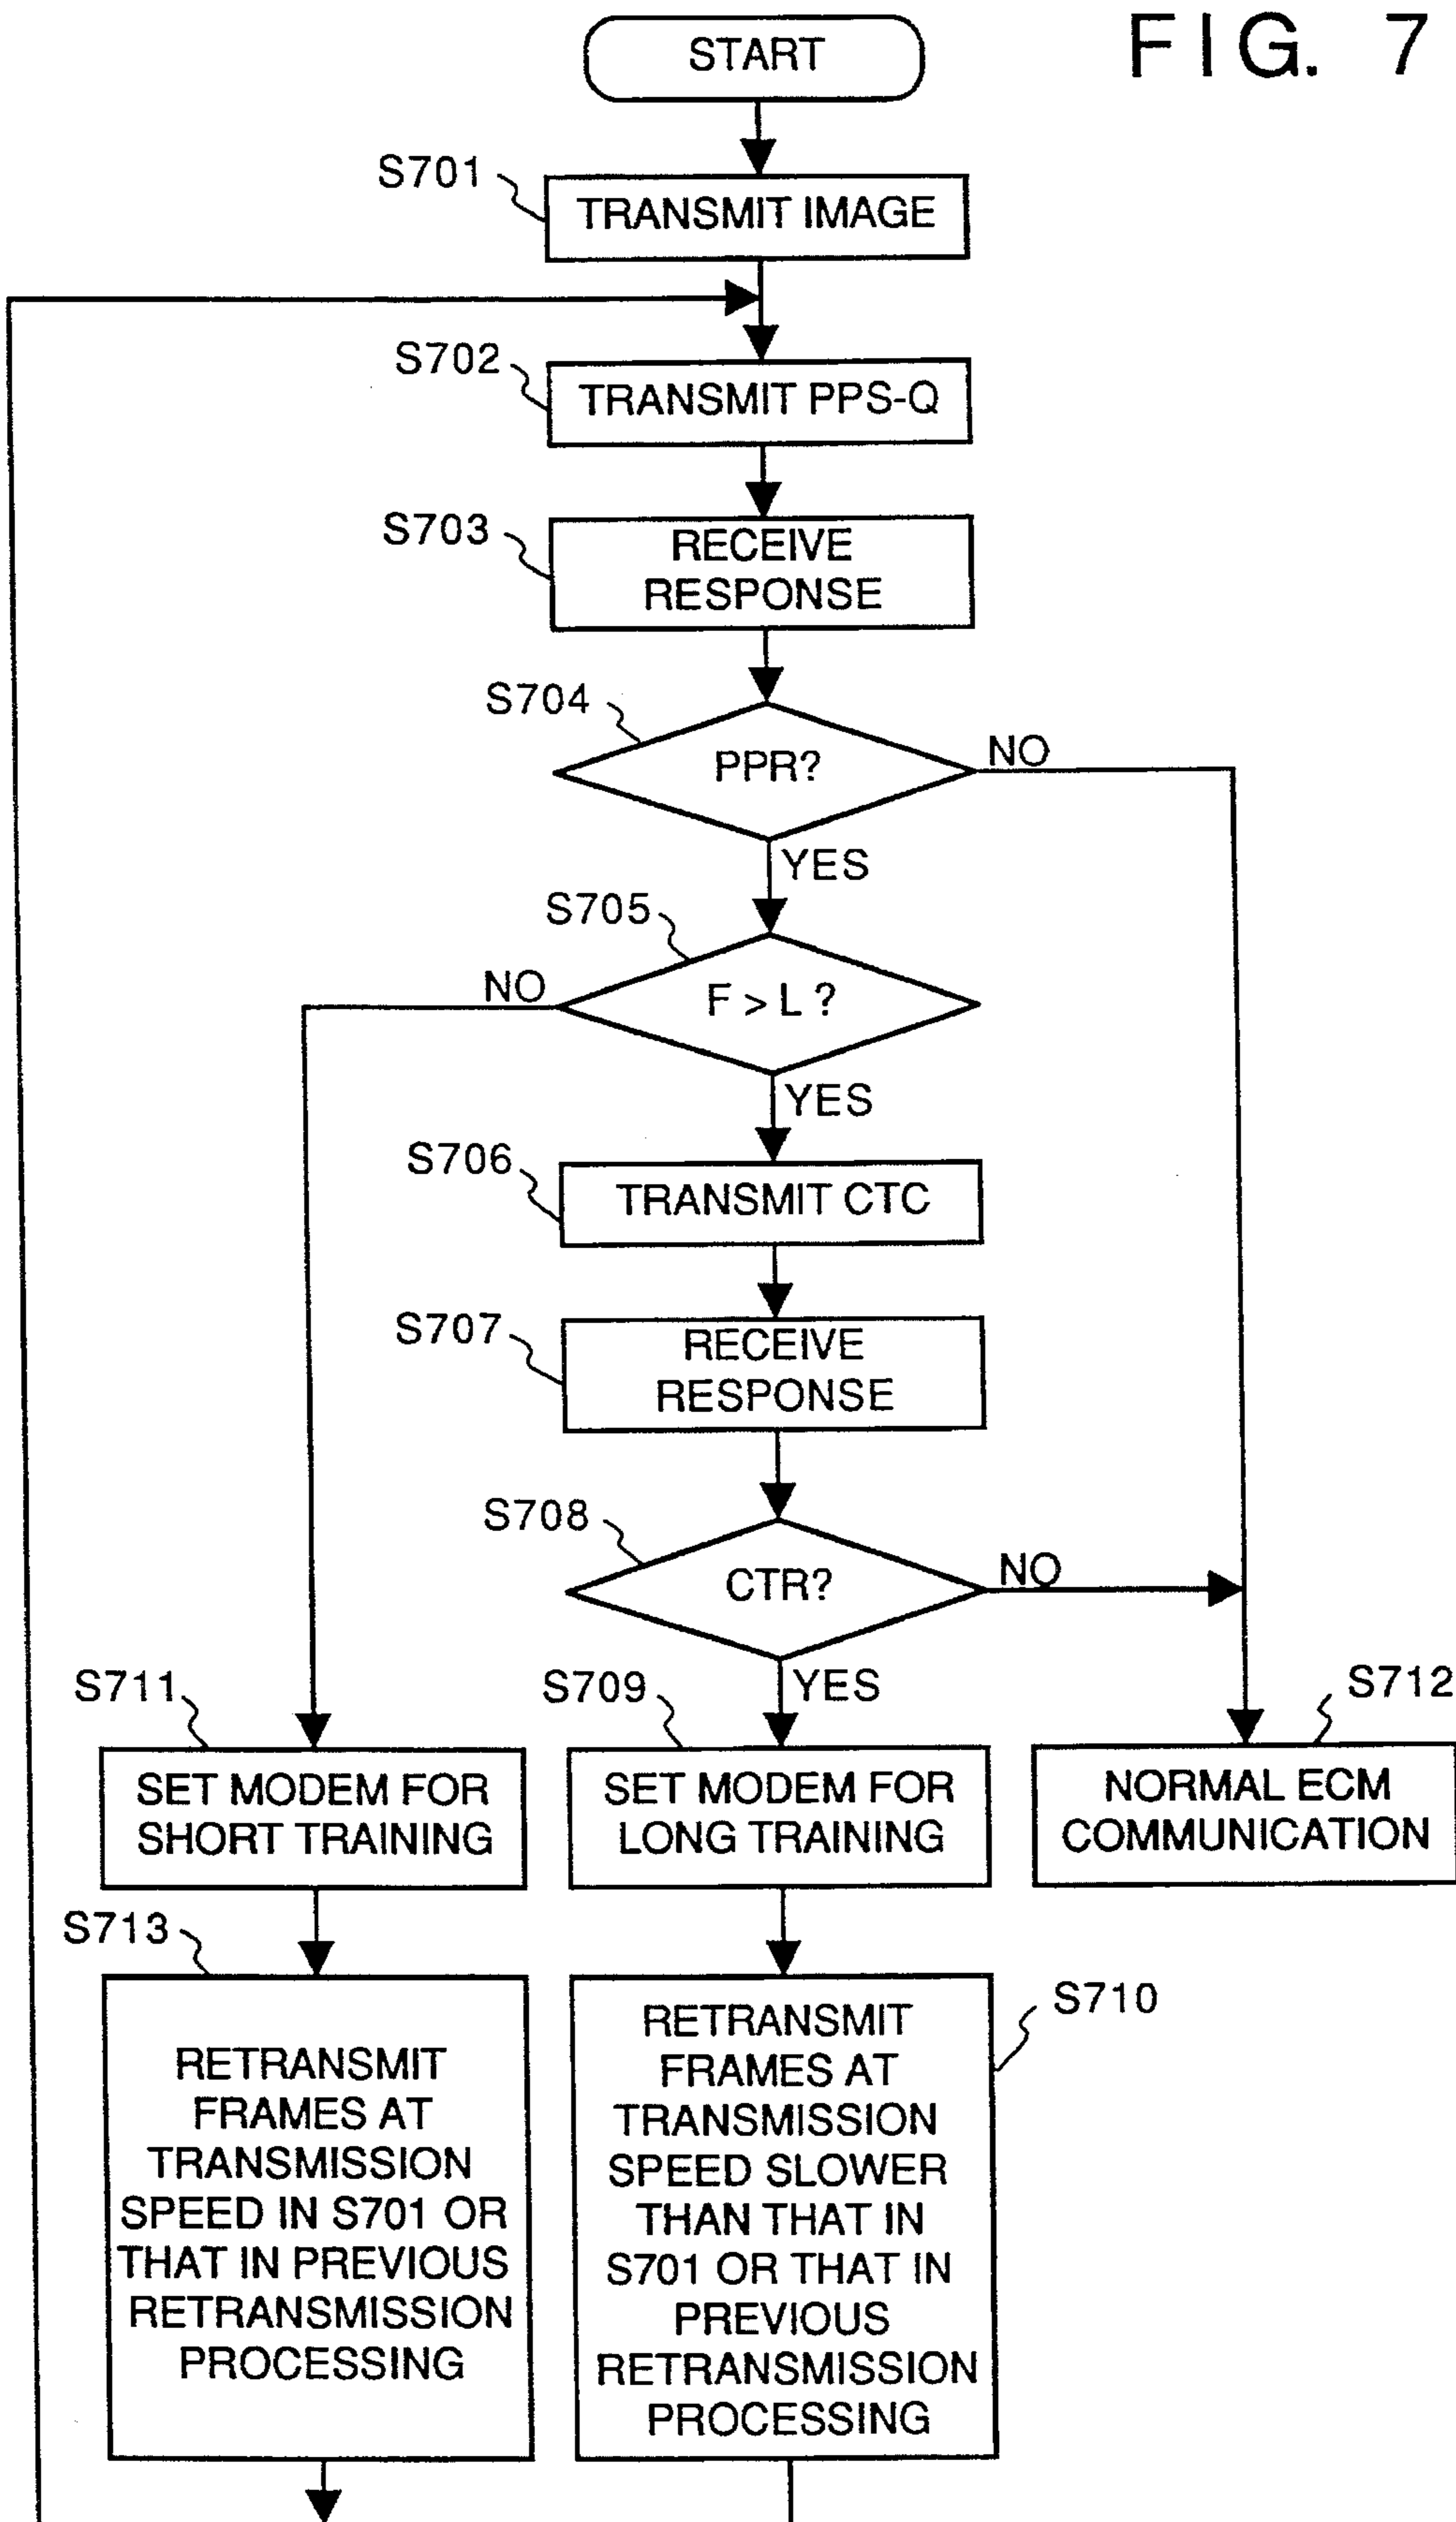 FIG. 7
START
S701
TRANSMIT IMAGE
S702
TRANSMIT PPS-Q
S703
RECEIVE
RESPONSE
S704
PPR?
NO
YES
S705
NO
F > L ?
YES
S706
TRANSMIT CTC
S707
RECEIVE
RESPONSE
S708
CTR?
NO
YES
S711
SET MODEM FOR
SHORT TRAINING
S709
SET MODEM FOR
LONG TRAINING
S712
NORMAL ECM
COMMUNICATION
S713
RETRANSMIT
FRAMES AT
TRANSMISSION
SPEED IN S701 OR
THAT IN PREVIOUS
RETRANSMISSION
PROCESSING
S710
RETRANSMIT
FRAMES AT
TRANSMISSION
SPEED SLOWER
THAN THAT IN
S701 OR THAT IN
PREVIOUS
RETRANSMISSION
PROCESSING